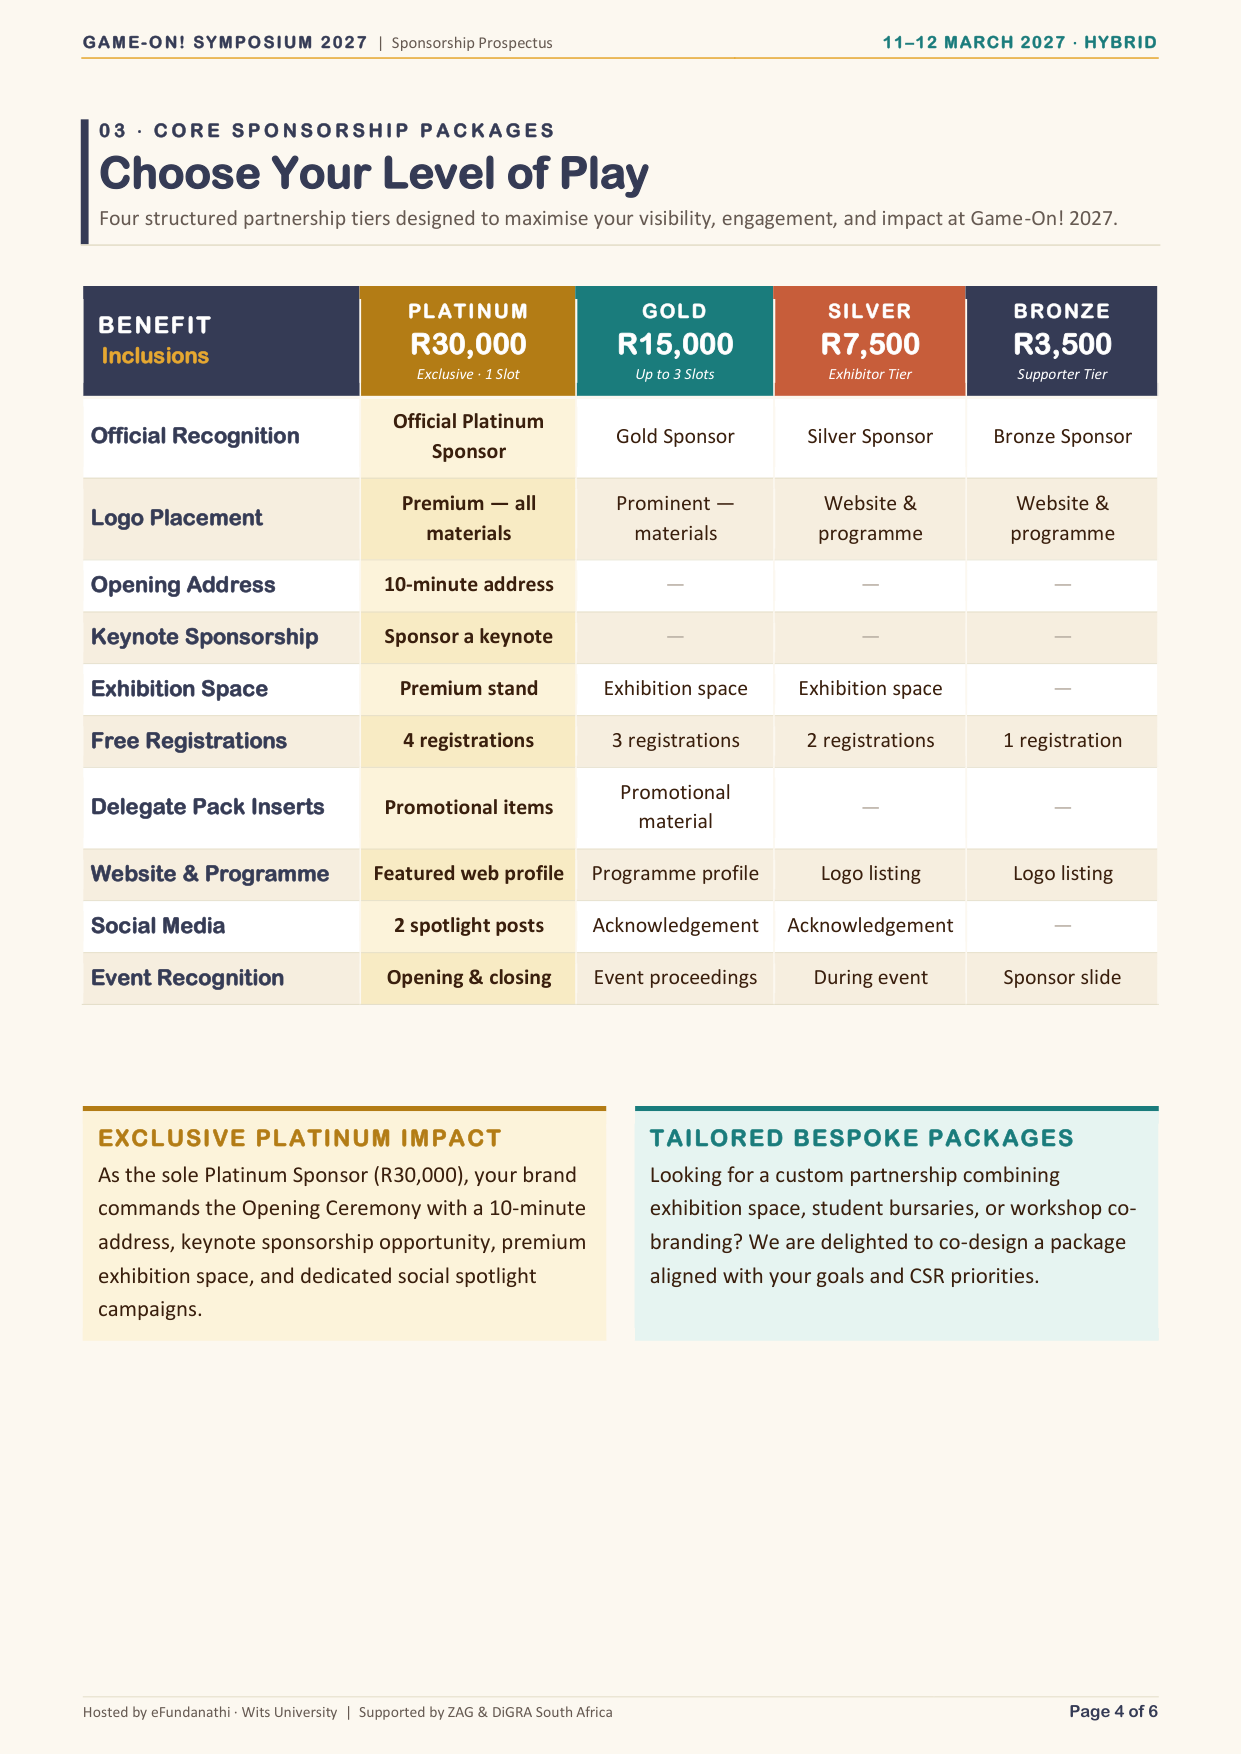 GAME-ON! SYMPOSIUM 2027 | Sponsorship Prospectus
11–12 MARCH 2027 · HYBRID
03 · CORE SPONSORSHIP PACKAGES
Choose Your Level of Play
Four structured partnership tiers designed to maximise your visibility, engagement, and impact at Game-On! 2027.
BENEFIT
Inclusions
PLATINUM
R30,000
Exclusive · 1 Slot
GOLD
R15,000
Up to 3 Slots
SILVER
R7,500
Exhibitor Tier
BRONZE
R3,500
Supporter Tier
Official Recognition
Official Platinum
Sponsor
Gold Sponsor
Silver Sponsor
Bronze Sponsor
Logo Placement
Premium — all
materials
Prominent —
materials
Website &
programme
Website &
programme
Opening Address
10-minute address
—
—
—
Keynote Sponsorship
Sponsor a keynote
—
—
—
Exhibition Space
Premium stand
Exhibition space
Exhibition space
—
Free Registrations
4 registrations
3 registrations
2 registrations
1 registration
Delegate Pack Inserts
Promotional items
Promotional
material
—
—
Website & Programme
Featured web profile
Programme profile
Logo listing
Logo listing
Social Media
2 spotlight posts
Acknowledgement
Acknowledgement
—
Event Recognition
Opening & closing
Event proceedings
During event
Sponsor slide
EXCLUSIVE PLATINUM IMPACT
As the sole Platinum Sponsor (R30,000), your brand
commands the Opening Ceremony with a 10-minute
address, keynote sponsorship opportunity, premium
exhibition space, and dedicated social spotlight
campaigns.
TAILORED BESPOKE PACKAGES
Looking for a custom partnership combining
exhibition space, student bursaries, or workshop co-
branding? We are delighted to co-design a package
aligned with your goals and CSR priorities.
Hosted by eFundanathi · Wits University | Supported by ZAG & DiGRA South Africa
Page 4 of 6